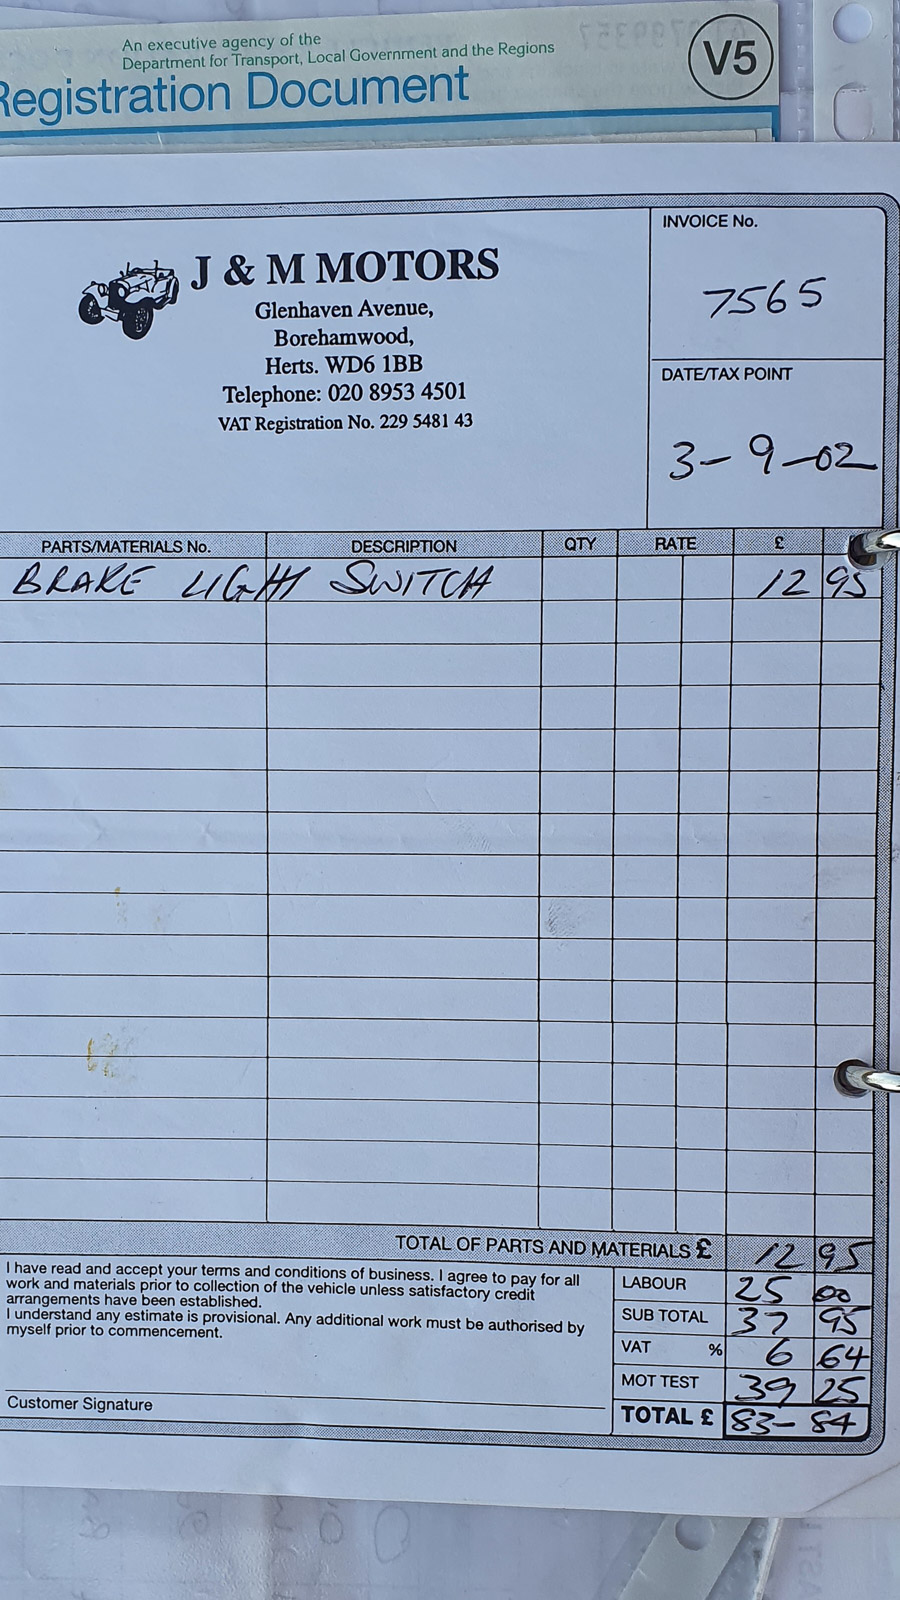 An executive agency of the
Department for Transport, Local Government and the Regions
Registration Document
V5
J & M MOTORS
Glenhaven Avenue,
Borehamwood,
Herts. WD6 1BB
Telephone: 020 8953 4501
VAT Registration No. 229 5481 43
INVOICE No.
7565
DATE/TAX POINT
3-9-02
PARTS/MATERIALS No. DESCRIPTION QTY RATE £
BRAKE LIGHT SWITCH 12 95
TOTAL OF PARTS AND MATERIALS £ 12 95
I have read and accept your terms and conditions of business. I agree to pay for all
work and materials prior to collection of the vehicle unless satisfactory credit
arrangements have been established.
I understand any estimate is provisional. Any additional work must be authorised by
myself prior to commencement.
Customer Signature
LABOUR 25 00
SUB TOTAL 37 95
VAT % 6 64
MOT TEST 39 25
TOTAL £ 83-84